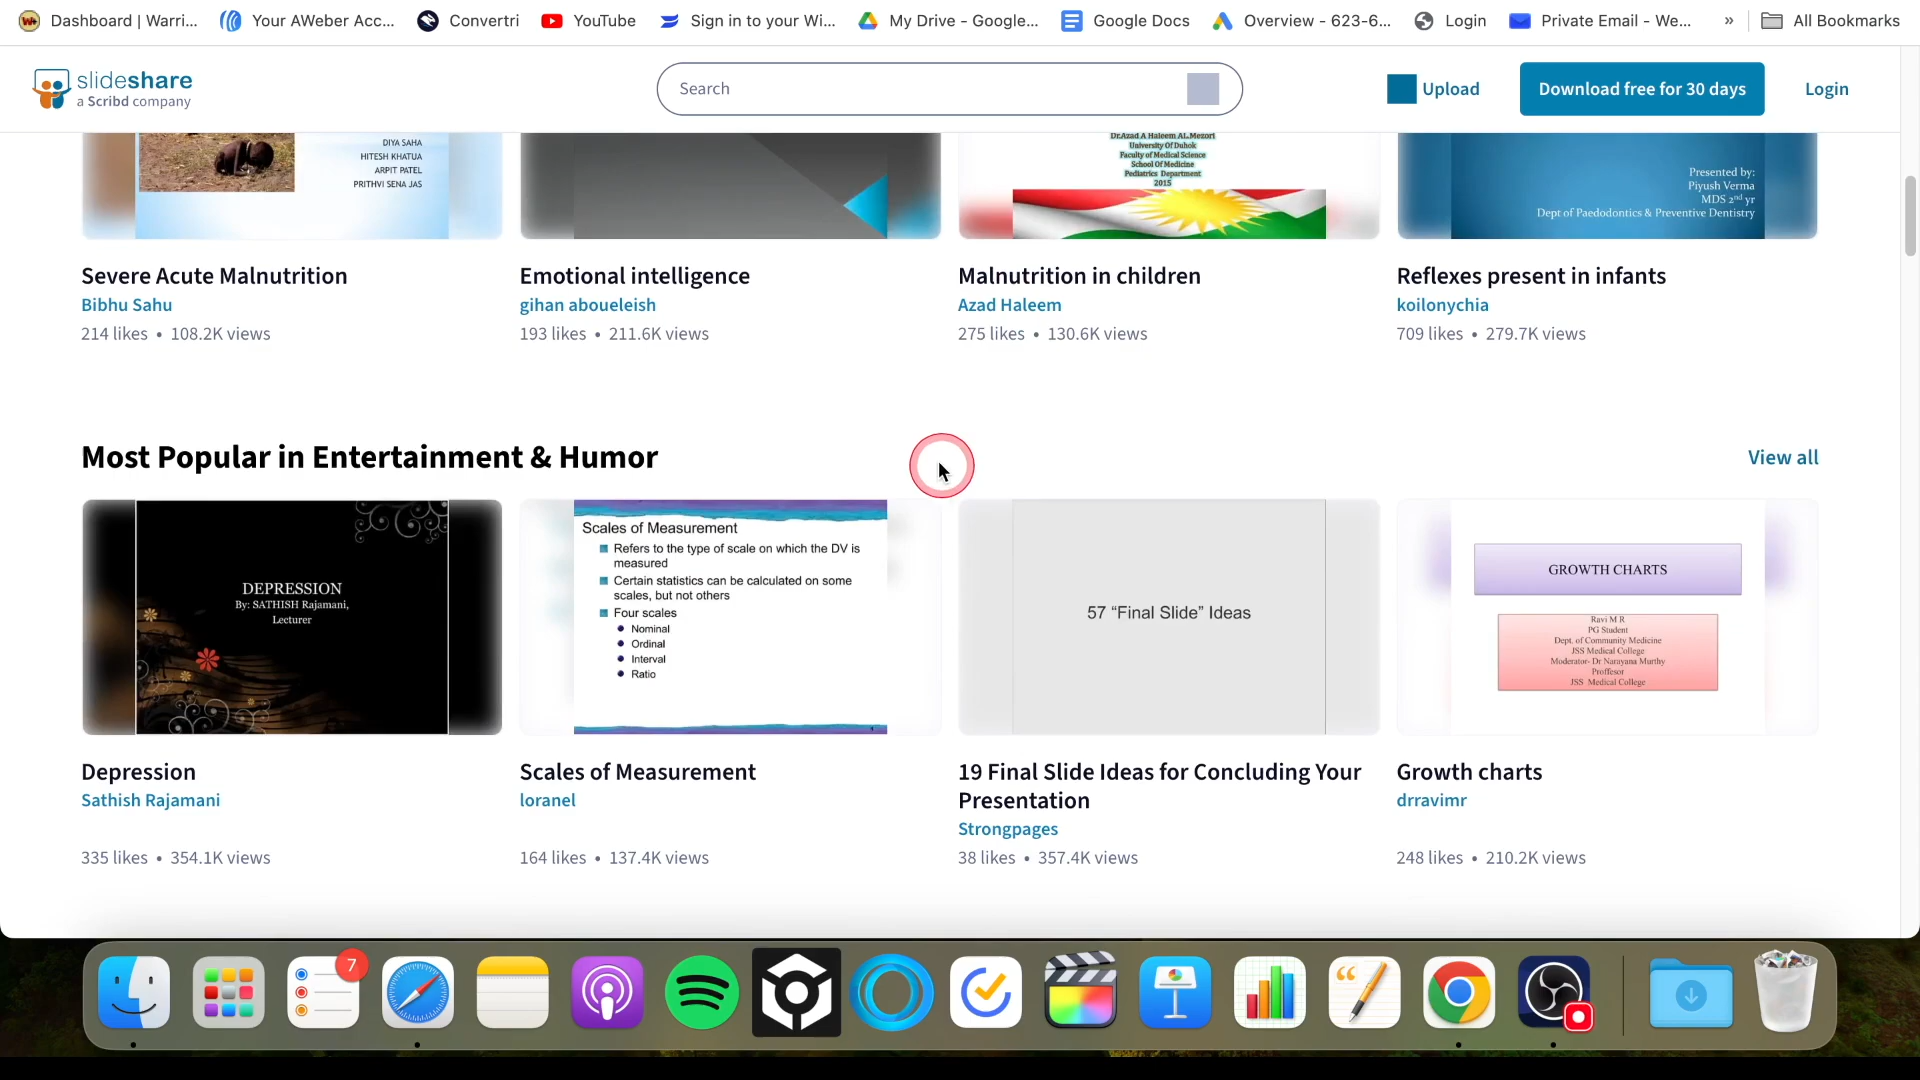 Dashboard | Warri...
Your AWeber Acc...
Convertri
YouTube
Sign in to your Wi...
My Drive - Google...
Google Docs
Overview - 623-6...
Login
Private Email - We...
»
All Bookmarks
slideshare
a Scribd company
Search
Upload
Download free for 30 days
Login
DIYA SAHA
HITESH KHATUA
ARPIT PATEL
PRITHVI SENA JAS
Dr.Azad A Haleem AL.Mezori
University Of Duhok
Faculty of Medical Science
School Of Medicine
Pediatrics Department
2015
Presented by:
Piyush Verma
MDS 2nd yr
Dept of Paedodontics & Preventive Dentistry
Severe Acute Malnutrition
Bibhu Sahu
214 likes • 108.2K views
Emotional intelligence
gihan aboueleish
193 likes • 211.6K views
Malnutrition in children
Azad Haleem
275 likes • 130.6K views
Reflexes present in infants
koilonychia
709 likes • 279.7K views
Most Popular in Entertainment & Humor
View all
DEPRESSION
By: SATHISH Rajamani,
Lecturer
Scales of Measurement
Refers to the type of scale on which the DV is
measured
Certain statistics can be calculated on some
scales, but not others
Four scales
Nominal
Ordinal
Interval
Ratio
57 “Final Slide” Ideas
GROWTH CHARTS
Ravi M R
PG Student
Dept. of Community Medicine
JSS Medical College
Moderator- Dr Narayana Murthy
Proffesor
JSS Medical College
Depression
Sathish Rajamani
335 likes • 354.1K views
Scales of Measurement
loranel
164 likes • 137.4K views
19 Final Slide Ideas for Concluding Your
Presentation
Strongpages
38 likes • 357.4K views
Growth charts
drravimr
248 likes • 210.2K views
7